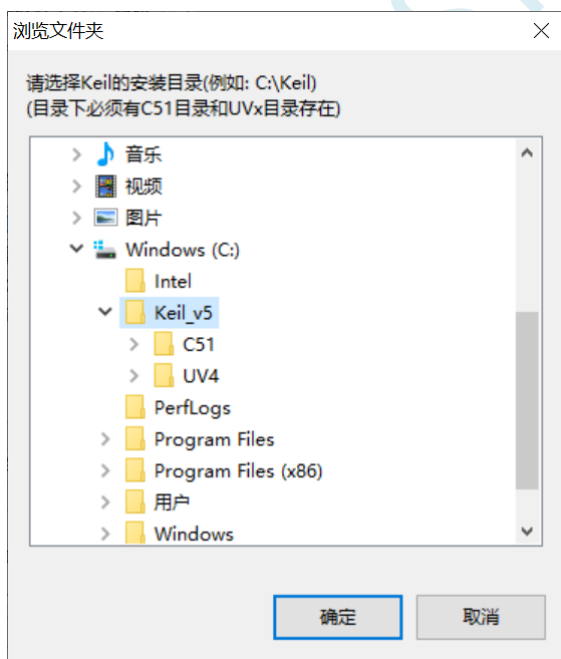 浏览文件夹
请选择Keil的安装目录(例如: C:\Keil)
(目录下必须有C51目录和UVx目录存在)
音乐
视频
图片
Windows (C:)
Intel
Keil_v5
C51
UV4
PerfLogs
Program Files
Program Files (x86)
用户
Windows
确定
取消